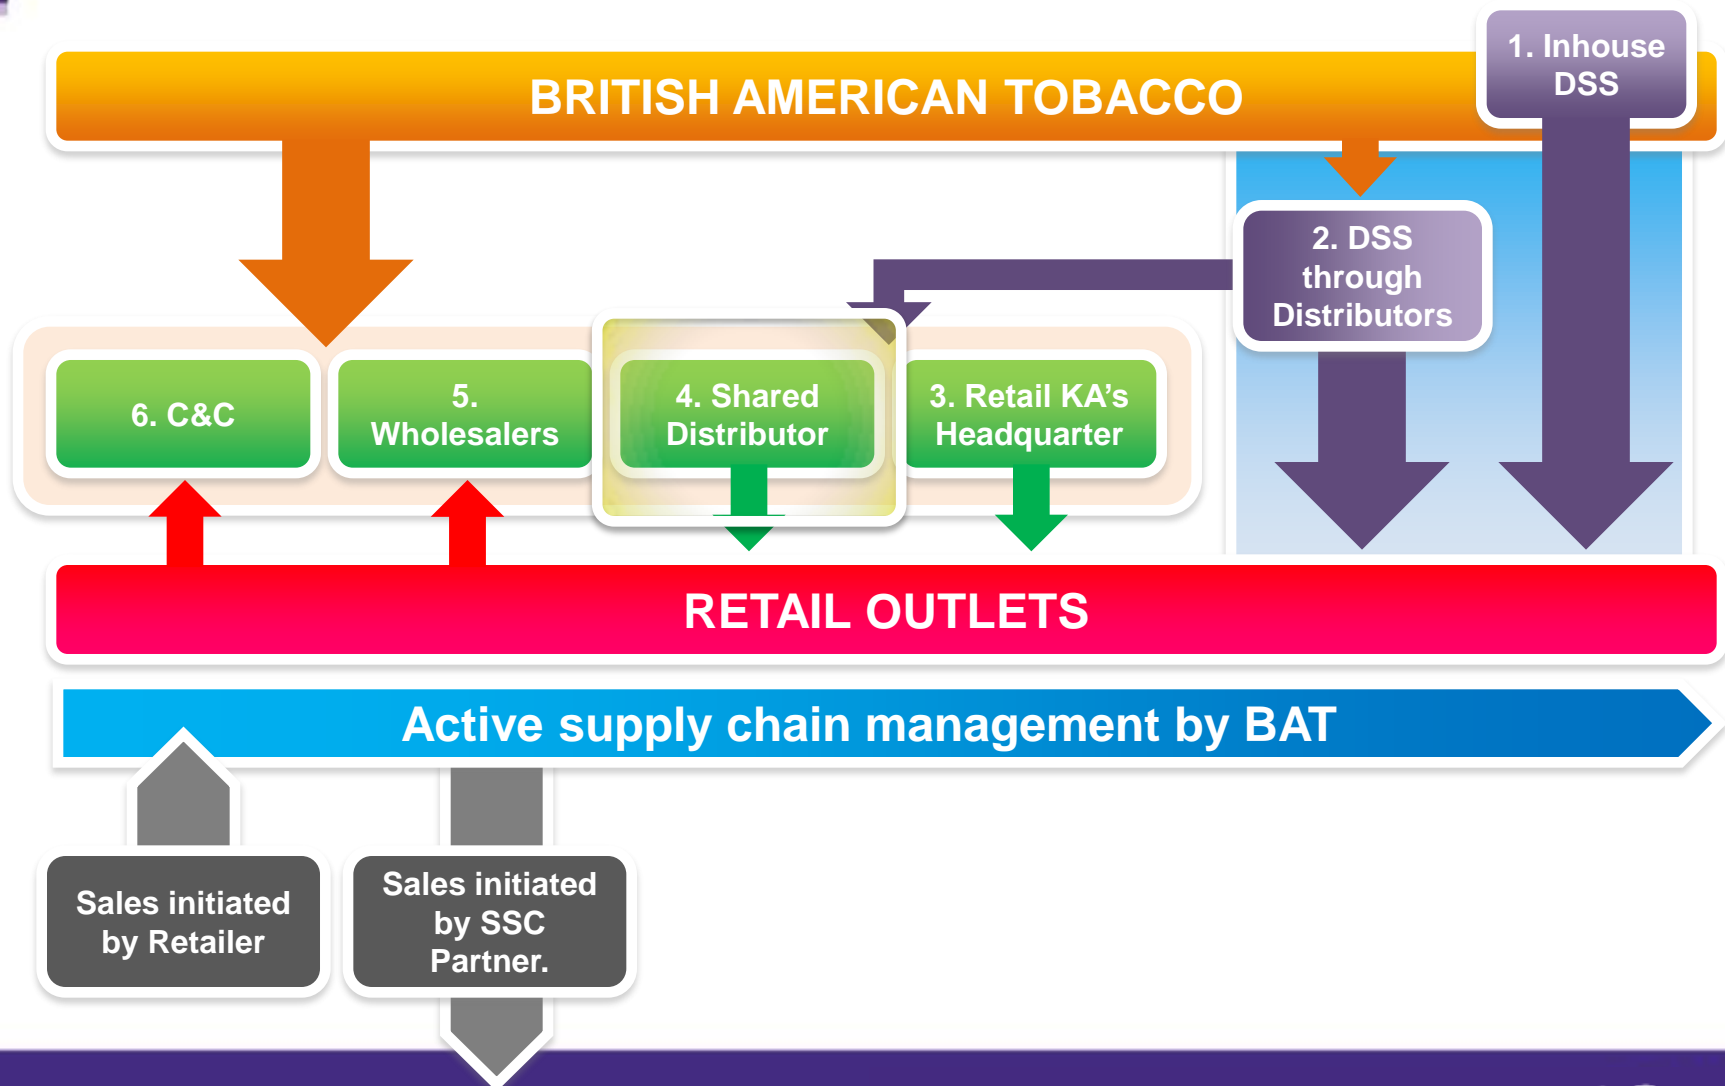 1. Inhouse
DSS
BRITISH AMERICAN TOBACCO
2. DSS
through
Distributors
6. C&C
5.
Wholesalers
4. Shared
Distributor
3. Retail KA’s
Headquarter
RETAIL OUTLETS
Active supply chain management by BAT
Sales initiated
by Retailer
Sales initiated
by SSC
Partner.